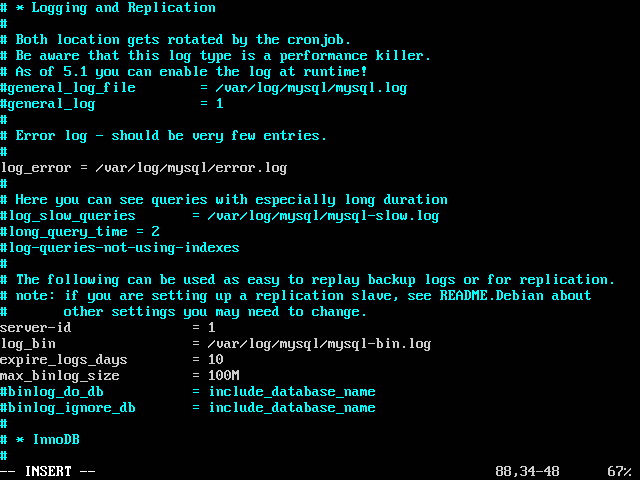 # * Logging and Replication
#
# Both location gets rotated by the cronjob.
# Be aware that this log type is a performance killer.
# As of 5.1 you can enable the log at runtime!
#general_log_file        = /var/log/mysql/mysql.log
#general_log             = 1
#
# Error log - should be very few entries.
#
log_error = /var/log/mysql/error.log
#
# Here you can see queries with especially long duration
#log_slow_queries       = /var/log/mysql/mysql-slow.log
#long_query_time = 2
#log-queries-not-using-indexes
#
# The following can be used as easy to replay backup logs or for replication.
# note: if you are setting up a replication slave, see README.Debian about
#       other settings you may need to change.
server-id               = 1
log_bin                 = /var/log/mysql/mysql-bin.log
expire_logs_days        = 10
max_binlog_size         = 100M
#binlog_do_db           = include_database_name
#binlog_ignore_db       = include_database_name
#
# * InnoDB
#
-- INSERT --                                                  88,34-48      67%